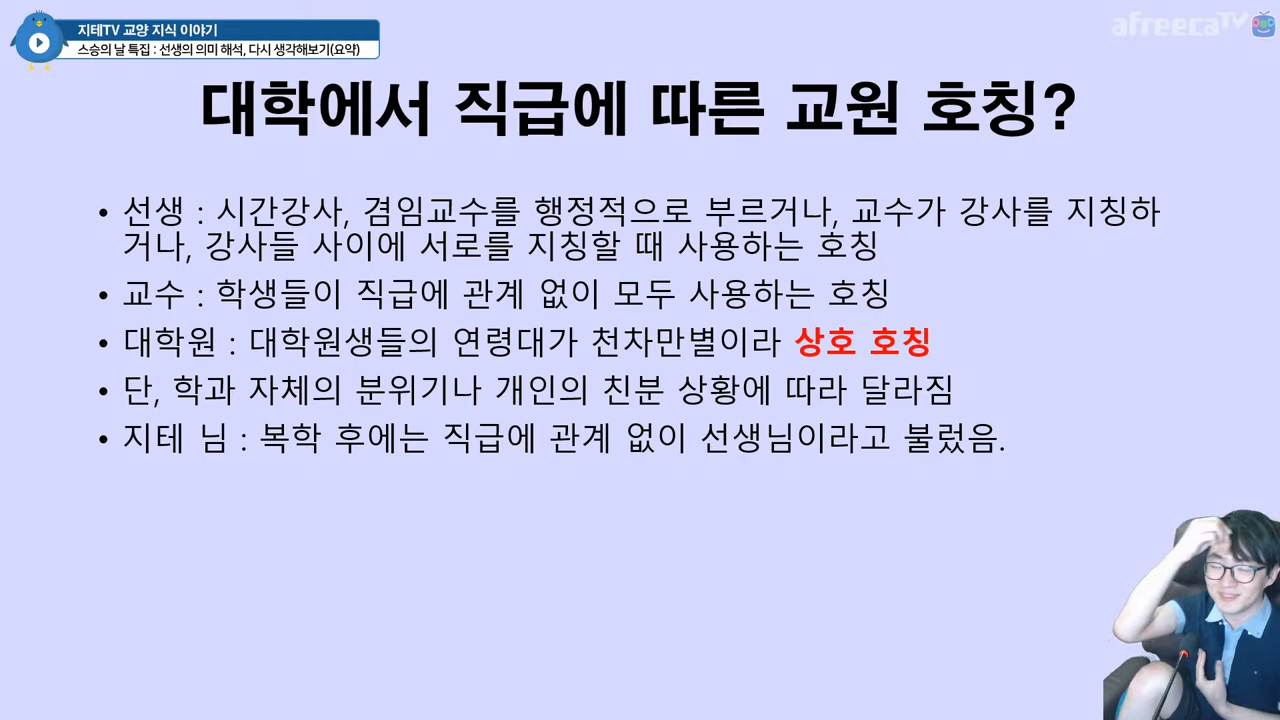 지테TV 교양 지식 이야기
스승의 날 특집 : 선생의 의미 해석, 다시 생각해보기(요약)
afreecaTV
대학에서 직급에 따른 교원 호칭?
• 선생 : 시간강사, 겸임교수를 행정적으로 부르거나, 교수가 강사를 지칭하
거나, 강사들 사이에 서로를 지칭할 때 사용하는 호칭
• 교수 : 학생들이 직급에 관계 없이 모두 사용하는 호칭
• 대학원 : 대학원생들의 연령대가 천차만별이라 상호 호칭
• 단, 학과 자체의 분위기나 개인의 친분 상황에 따라 달라짐
• 지테 님 : 복학 후에는 직급에 관계 없이 선생님이라고 불렀음.